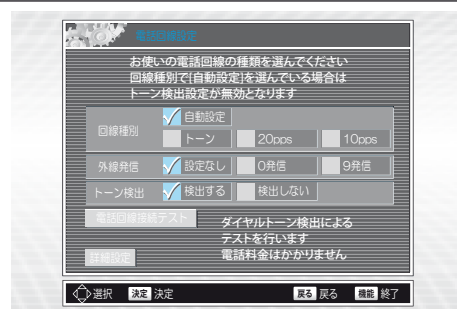 電話回線設定
お使いの電話回線の種類を選んでください
回線種別で[自動設定]を選んでいる場合は
トーン検出設定が無効となります
回線種別 自動設定
トーン 20pps 10pps
外線発信 設定なし 0発信 9発信
トーン検出 検出する 検出しない
電話回線接続テスト
ダイヤルトーン検出による
テストを行います
電話料金はかかりません
詳細設定
選択 決定 決定 戻る 戻る 機能 終了